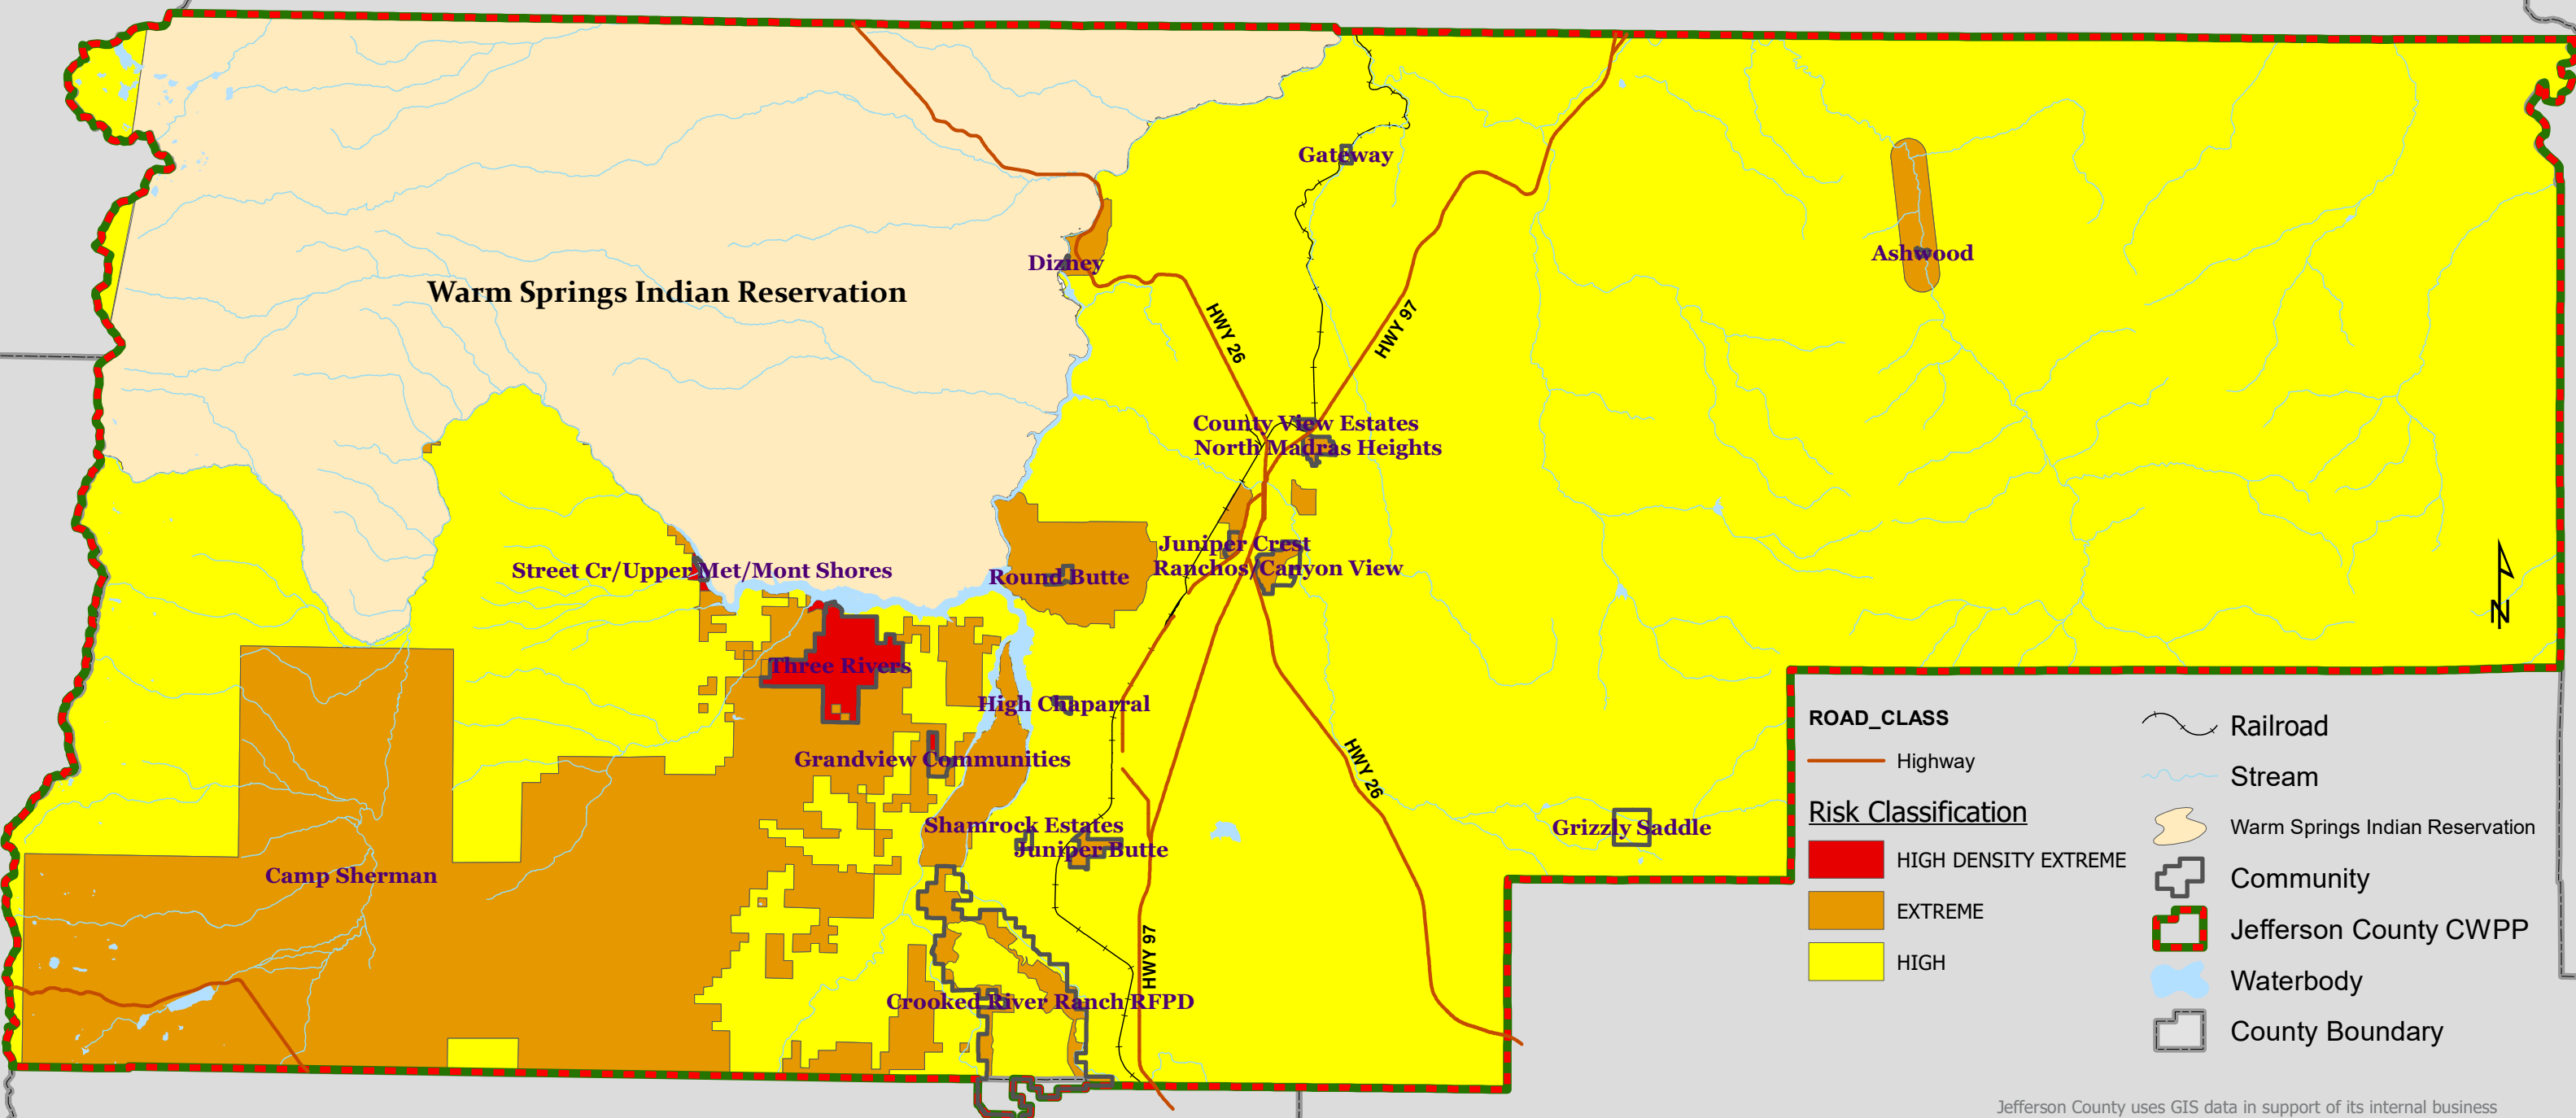 Gateway
Dizney
Ashwood
Warm Springs Indian Reservation
HWY 26
HWY 97
County View Estates
North Madras Heights
Juniper Crest
Ranchos/Canyon View
Street Cr/Upper Met/Mont Shores
Round Butte
Three Rivers
High Chaparral
Grandview Communities
HWY 26
Shamrock Estates
Juniper Butte
Grizzly Saddle
Camp Sherman
HWY 97
Crooked River Ranch RFPD
N
ROAD_CLASS
Highway
Risk Classification
HIGH DENSITY EXTREME
EXTREME
HIGH
Railroad
Stream
Warm Springs Indian Reservation
Community
Jefferson County CWPP
Waterbody
County Boundary
Jefferson County uses GIS data in support of its internal business